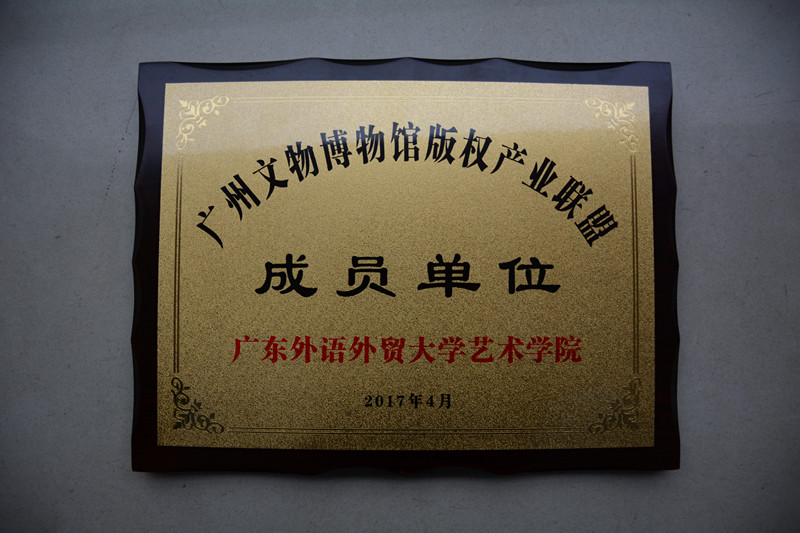 广州文物博物馆版权产业联盟
成员单位
广东外语外贸大学艺术学院
2017年4月